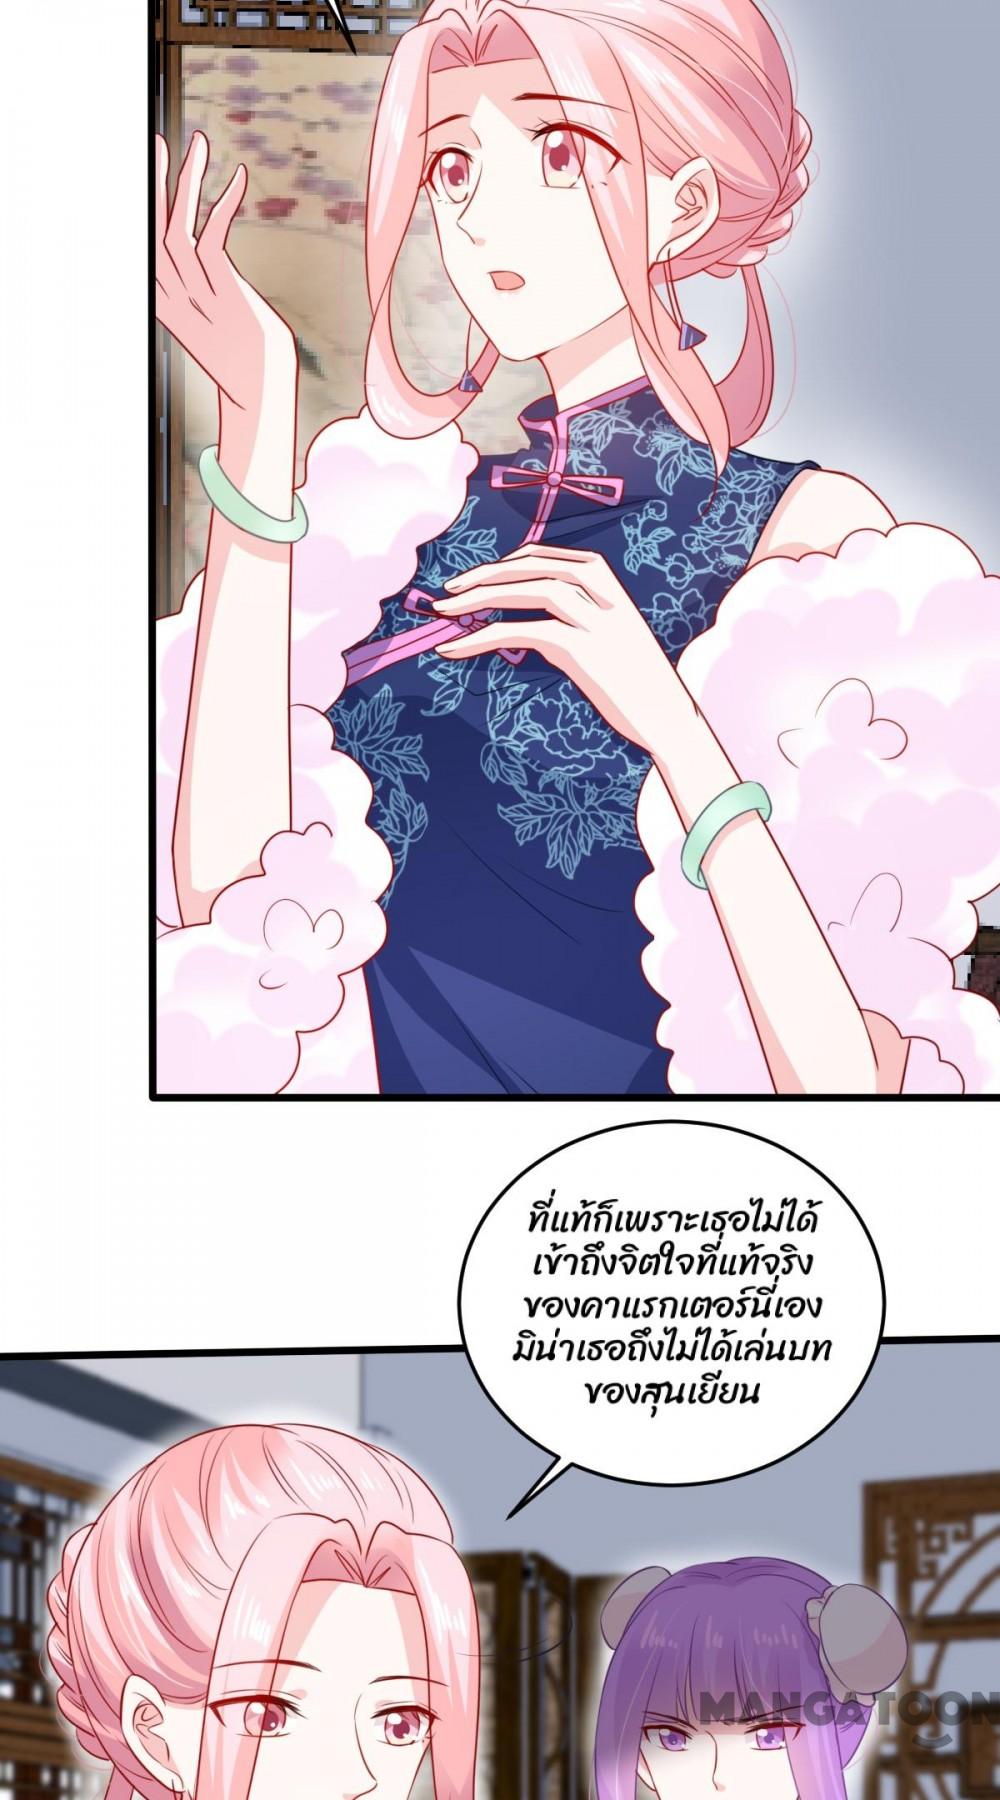 ที่แท้ก็เพราะเธอไม่ได้
เข้าถึงจิตใจที่แท้จริง
ของคาแรกเตอร์นี่เอง
มิน่าเธอถึงไม่ได้เล่นบท
ของสุนเยียน
MANGATOON